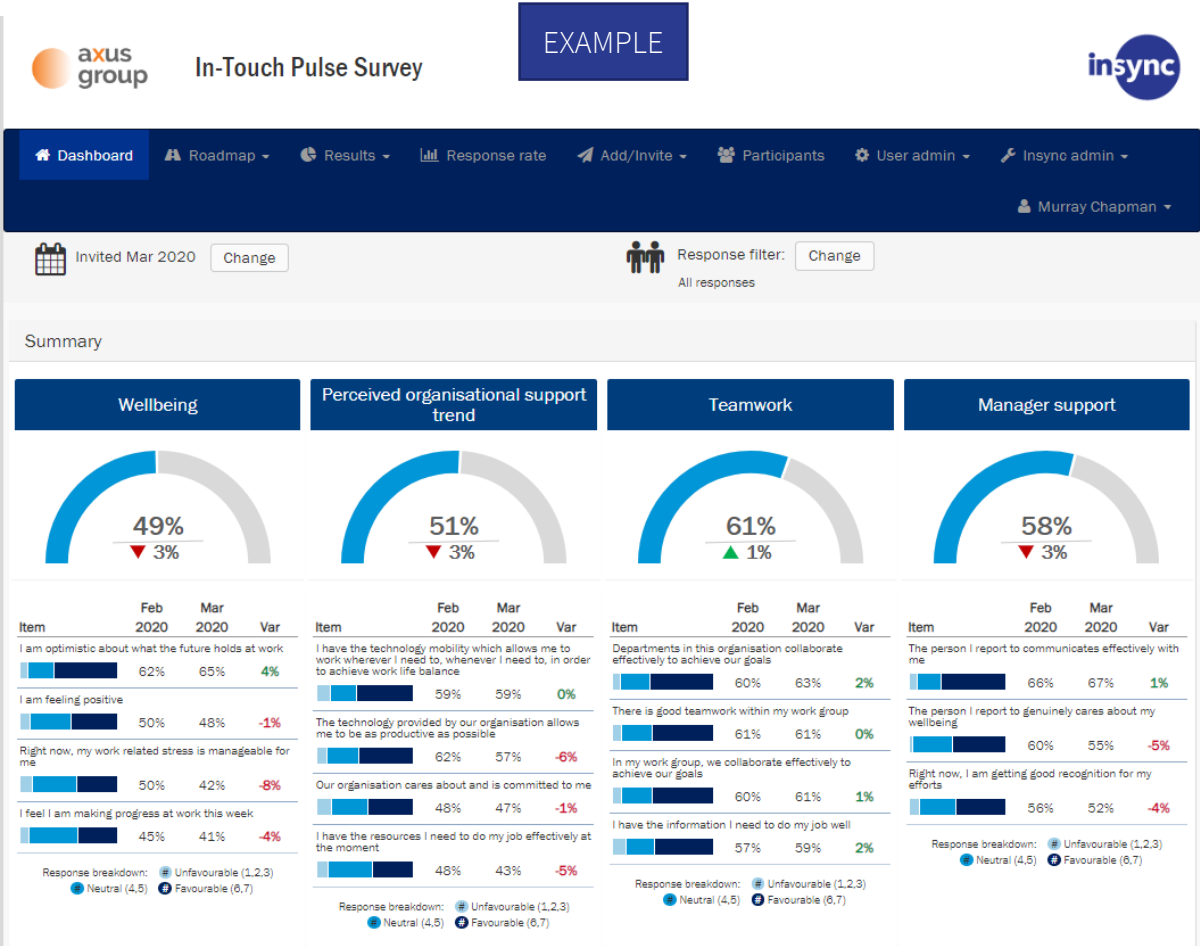 EXAMPLE
axus
group
In-Touch Pulse Survey
insync
Dashboard
Roadmap
Results
Response rate
Add/Invite
Participants
User admin
Insync admin
Murray Chapman
Invited Mar 2020
Change
Response filter:
Change
All responses
Summary
Wellbeing
49%
3%
Item
Feb 2020
Mar 2020
Var
I am optimistic about what the future holds at work
62% 65% 4%
I am feeling positive
50% 48% -1%
Right now, my work related stress is manageable for
me
50% 42% -8%
I feel I am making progress at work this week
45% 41% -4%
Response breakdown: # Unfavourable (1,2,3)
# Neutral (4,5) # Favourable (6,7)
Perceived organisational support
trend
51%
3%
Item
Feb 2020
Mar 2020
Var
I have the technology mobility which allows me to
work wherever I need to, whenever I need to, in order
to achieve work life balance
59% 59% 0%
The technology provided by our organisation allows
me to be as productive as possible
62% 57% -6%
Our organisation cares about and is committed to me
48% 47% -1%
I have the resources I need to do my job effectively at
the moment
48% 43% -5%
Response breakdown: # Unfavourable (1,2,3)
# Neutral (4,5) # Favourable (6,7)
Teamwork
61%
1%
Item
Feb 2020
Mar 2020
Var
Departments in this organisation collaborate
effectively to achieve our goals
60% 63% 2%
There is good teamwork within my work group
61% 61% 0%
In my work group, we collaborate effectively to
achieve our goals
60% 61% 1%
I have the information I need to do my job well
57% 59% 2%
Response breakdown: # Unfavourable (1,2,3)
# Neutral (4,5) # Favourable (6,7)
Manager support
58%
3%
Item
Feb 2020
Mar 2020
Var
The person I report to communicates effectively with
me
66% 67% 1%
The person I report to genuinely cares about my
wellbeing
60% 55% -5%
Right now, I am getting good recognition for my
efforts
56% 52% -4%
Response breakdown: # Unfavourable (1,2,3)
# Neutral (4,5) # Favourable (6,7)